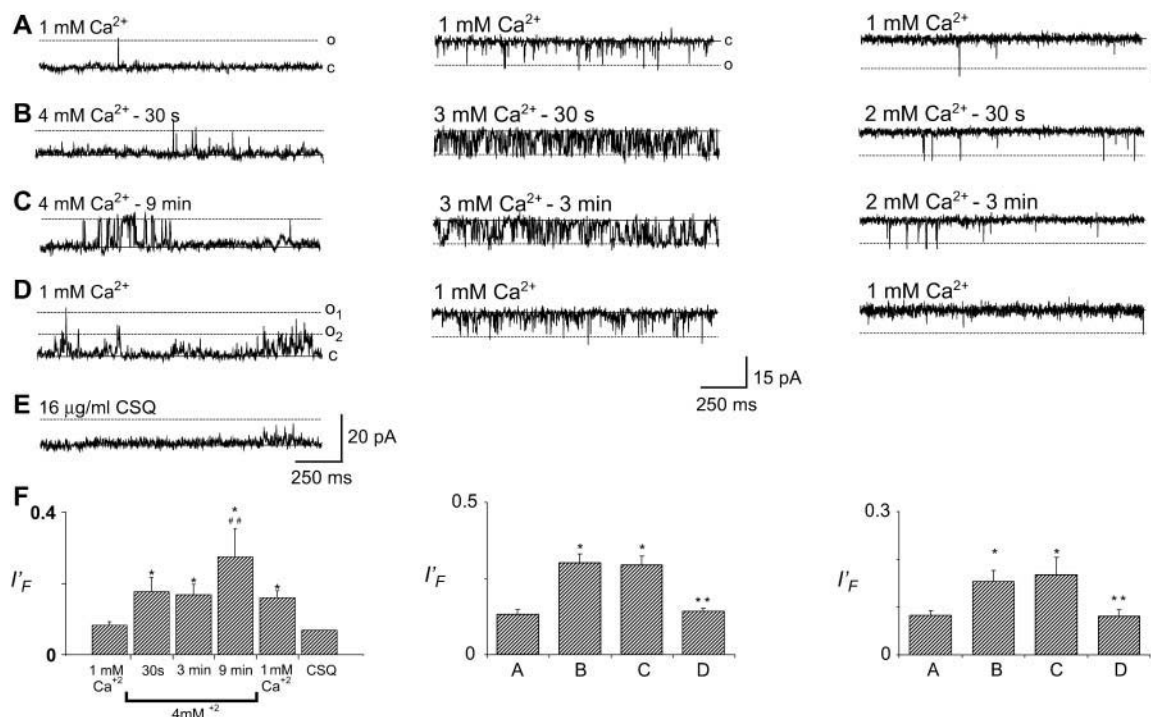 A
1 mM Ca²⁺
o
c
1 mM Ca²⁺
c
o
1 mM Ca²⁺
B
4 mM Ca²⁺ - 30 s
3 mM Ca²⁺ - 30 s
2 mM Ca²⁺ - 30 s
C
4 mM Ca²⁺ - 9 min
3 mM Ca²⁺ - 3 min
2 mM Ca²⁺ - 3 min
D
1 mM Ca²⁺
o₁
o₂
c
1 mM Ca²⁺
1 mM Ca²⁺
15 pA
250 ms
E
16 µg/ml CSQ
20 pA
250 ms
F
0.4
I'F
0
*
*
*
##
*
1 mM Ca⁺²
30s
3 min
9 min
1 mM Ca⁺²
CSQ
4mM ⁺²
0.5
I'F
0
*
*
**
A B C D
0.3
I'F
0
*
*
**
A B C D